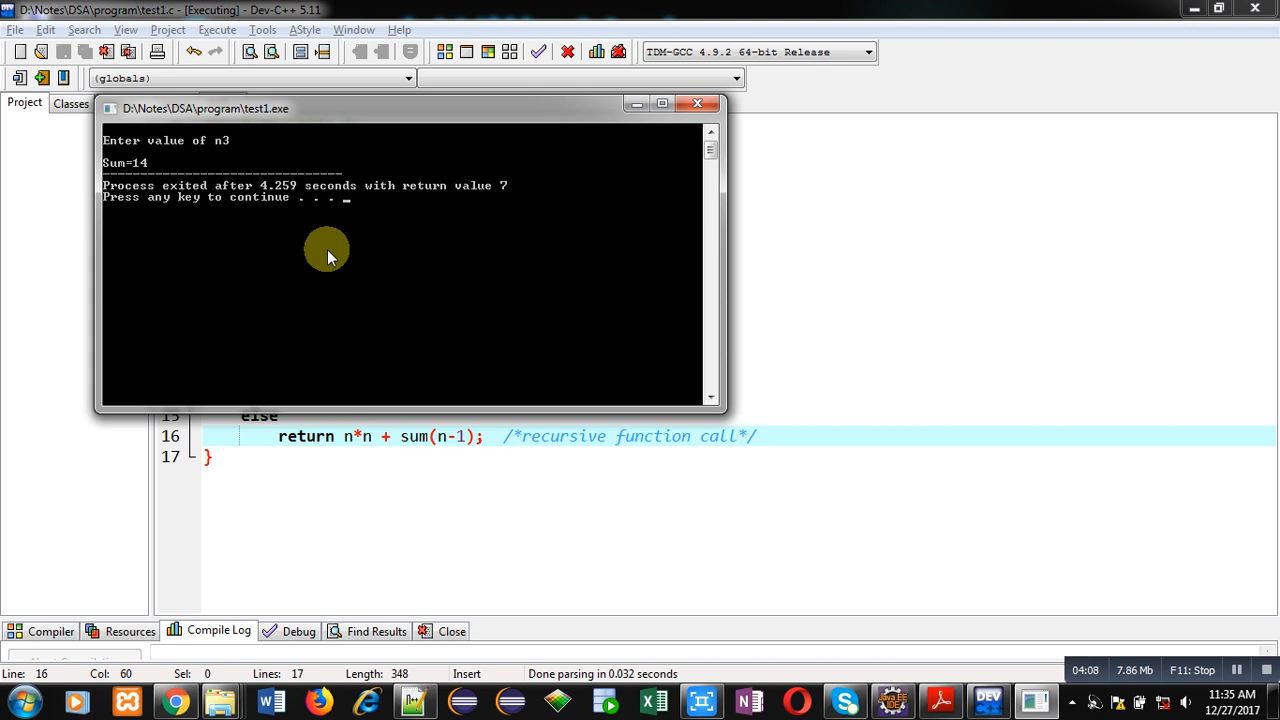 D:\Notes\DSA\program\test1.c - [Executing] - Dev-C++ 5.11
File Edit Search View Project Execute Tools AStyle Window Help
TDM-GCC 4.9.2 64-bit Release
(globals)
Project Classes
D:\Notes\DSA\program\test1.exe
Enter value of n3
Sum=14
--------------------------------
Process exited after 4.259 seconds with return value 7
Press any key to continue . . .
15 else
16 return n*n + sum(n-1); /*recursive function call*/
17 }
Compiler Resources Compile Log Debug Find Results Close
Line: 16 Col: 60 Sel: 0 Lines: 17 Length: 348 Insert Done parsing in 0.032 seconds
04:08 7.86 Mb F11: Stop
11:35 AM
12/27/2017